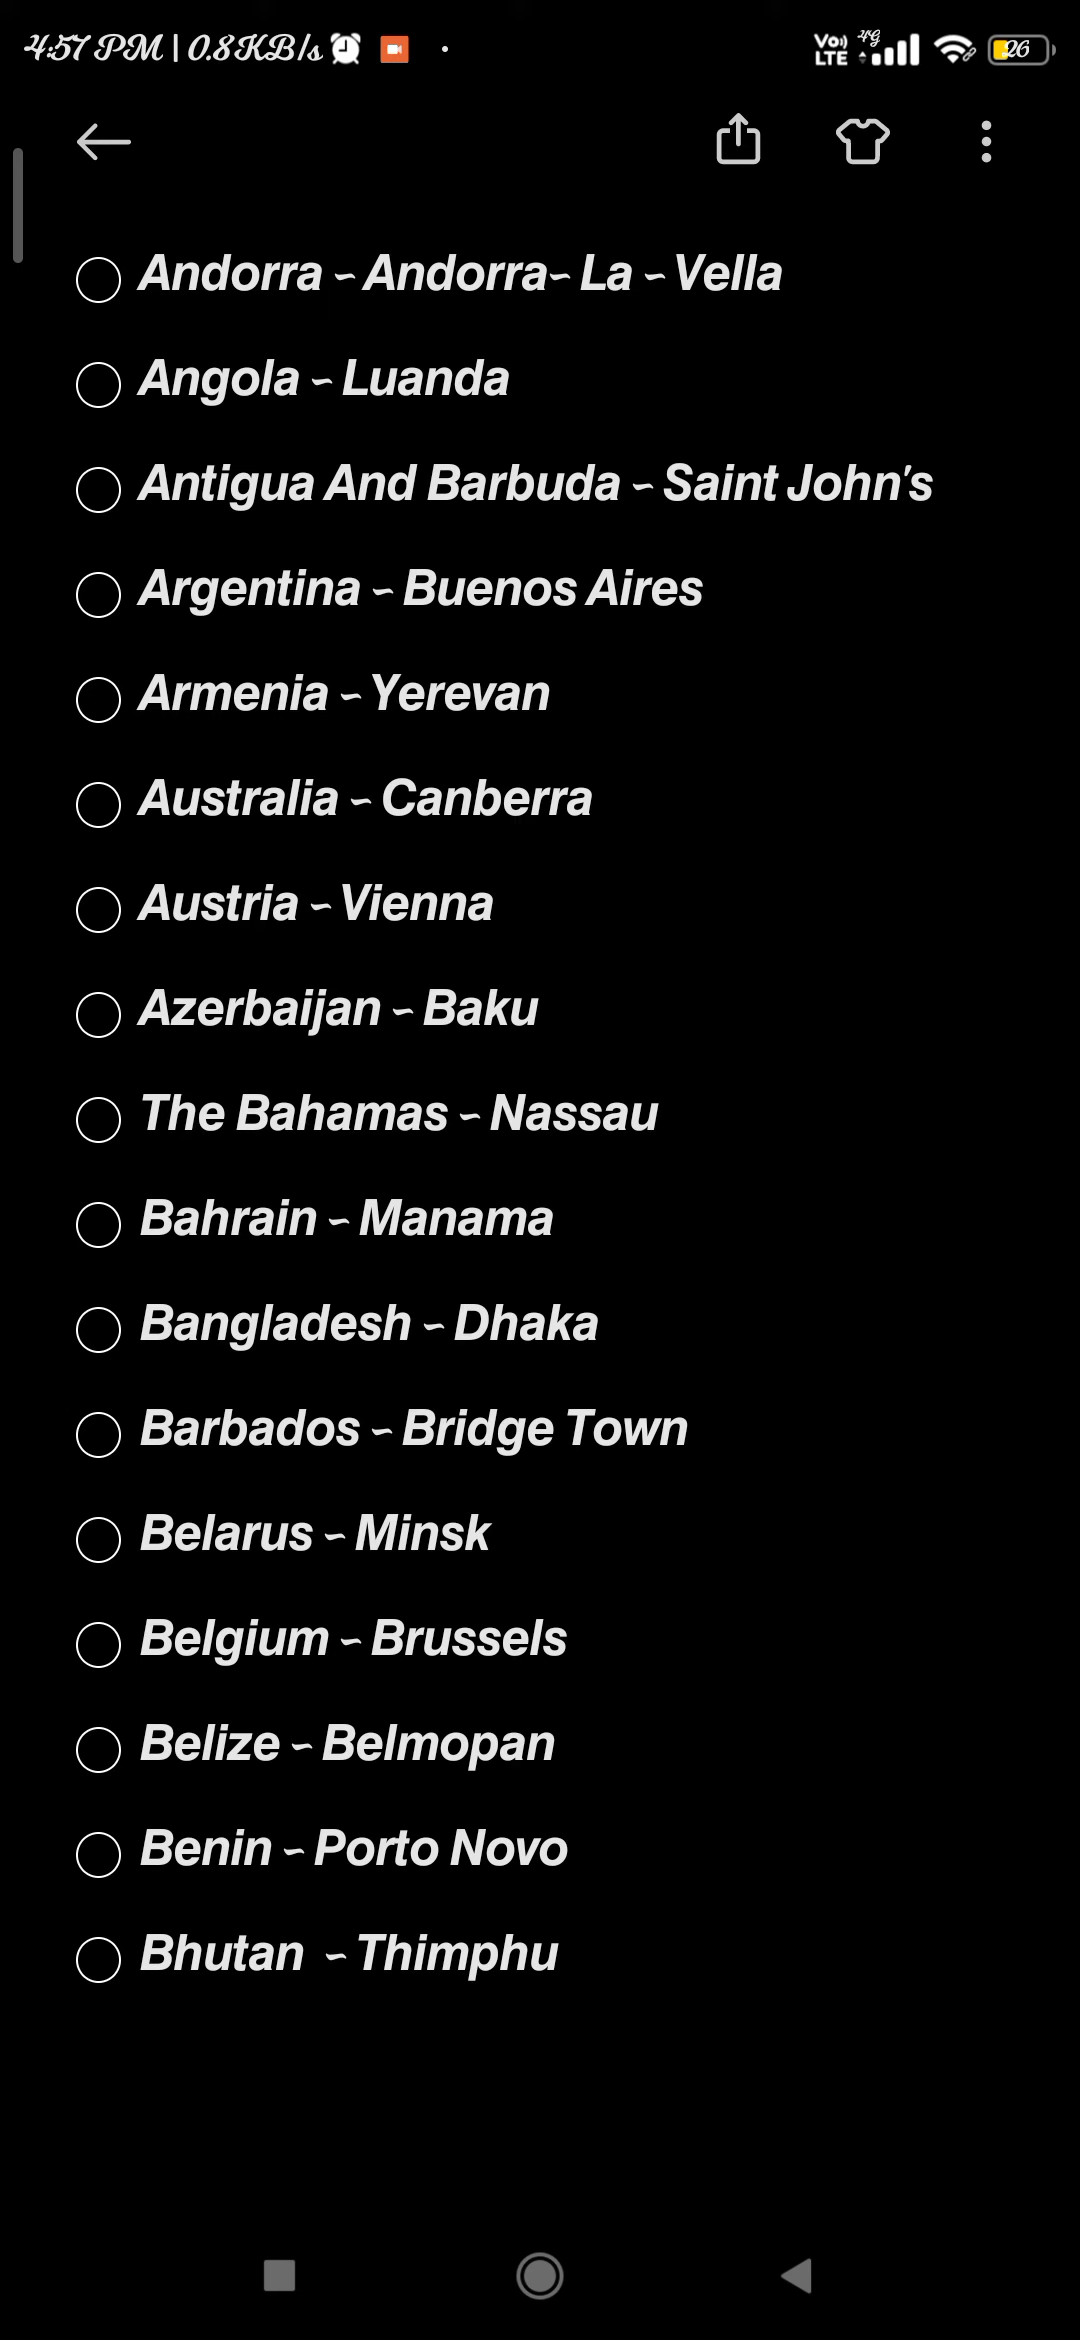 4:57 PM | 0.8KB/s
Vo)) LTE 4G 26
Andorra ~ Andorra~ La ~ Vella
Angola ~ Luanda
Antigua And Barbuda ~ Saint John's
Argentina ~ Buenos Aires
Armenia ~ Yerevan
Australia ~ Canberra
Austria ~ Vienna
Azerbaijan ~ Baku
The Bahamas ~ Nassau
Bahrain ~ Manama
Bangladesh ~ Dhaka
Barbados ~ Bridge Town
Belarus ~ Minsk
Belgium ~ Brussels
Belize ~ Belmopan
Benin ~ Porto Novo
Bhutan  ~ Thimphu